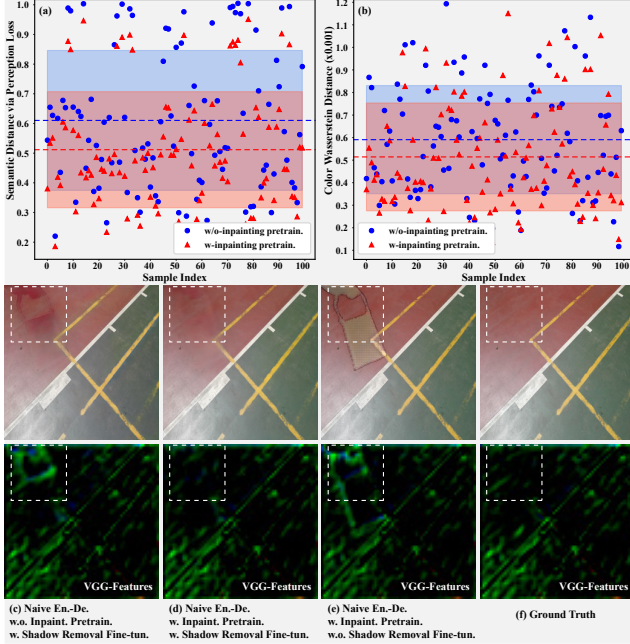 (a)
Semantic Distance via Perception Loss
1.0
0.9
0.8
0.7
0.6
0.5
0.4
0.3
0.2
w/o-inpainting pretrain.
w-inpainting pretrain.
0 10 20 30 40 50 60 70 80 90 100
Sample Index
(b)
Color Wasserstein Distance (x0.001)
1.2
1.1
1.0
0.9
0.8
0.7
0.6
0.5
0.4
0.3
0.2
0.1
w/o-inpainting pretrain.
w-inpainting pretrain.
0 10 20 30 40 50 60 70 80 90 100
Sample Index
VGG-Features
VGG-Features
VGG-Features
VGG-Features
(c) Naive En.-De.
w.o. Inpaint. Pretrain.
w. Shadow Removal Fine-tun.
(d) Naive En.-De.
w. Inpaint. Pretrain.
w. Shadow Removal Fine-tun.
(e) Naive En.-De.
w. Inpaint. Pretrain.
w.o. Shadow Removal Fine-tun.
(f) Ground Truth